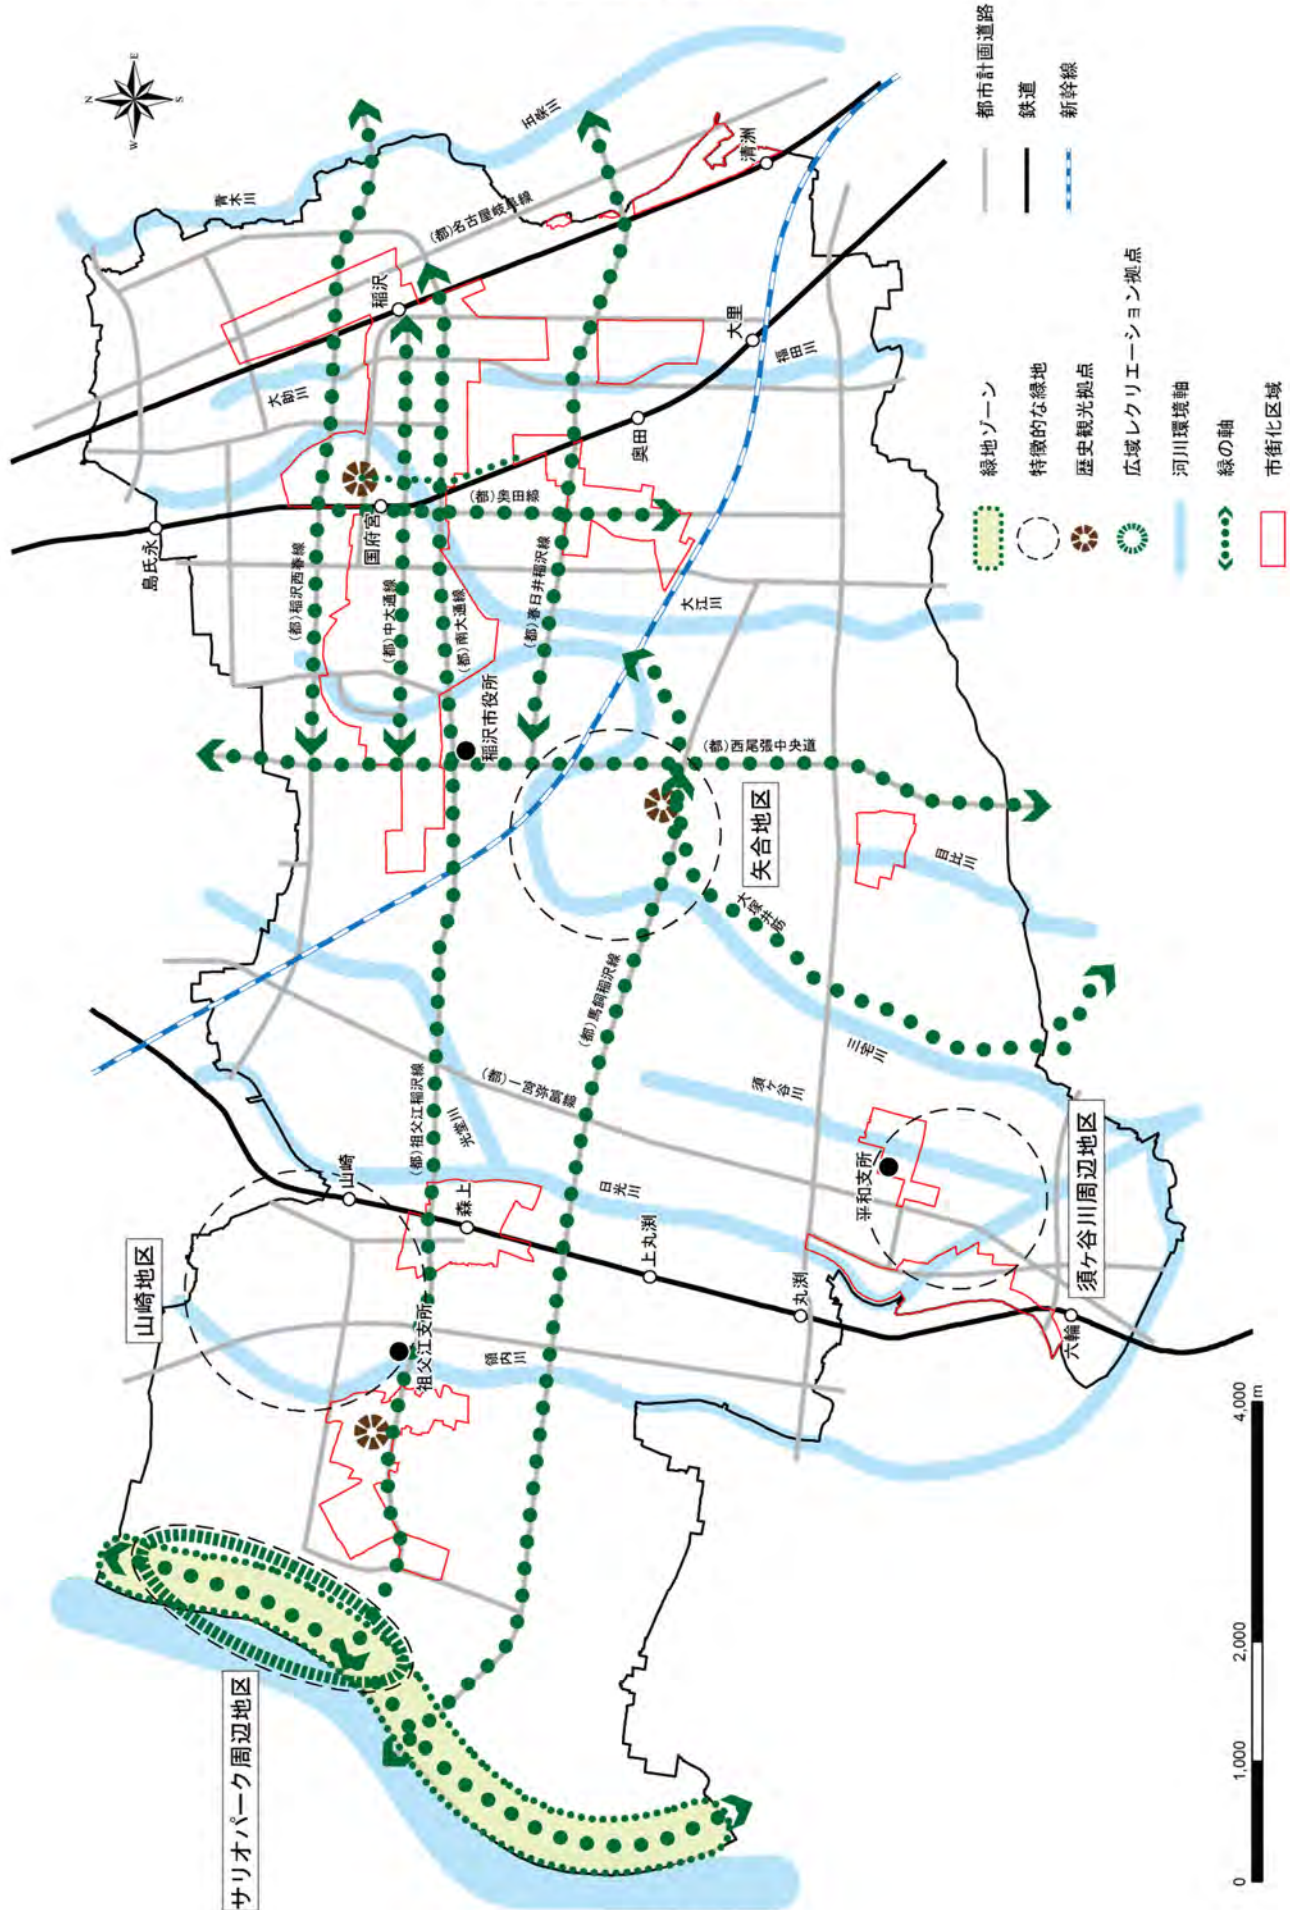 N
E
S
W
サリオパーク周辺地区
山崎地区
須ヶ谷川周辺地区
矢合地区
島氏永
国府宮
稲沢
清洲
大里
奥田
山崎
森上
上丸渕
丸渕
六輪
稲沢市役所
祖父江支所
平和支所
青木川
五条川
大助川
福田川
大江川
目比川
三宅川
須ヶ谷川
光堂川
日光川
領内川
大塚井筋
(都)名古屋岐阜線
(都)稲沢西春線
(都)中大通線
(都)南大通線
(都)奥田線
(都)春日井稲沢線
(都)西尾張中央道
(都)馬飼稲沢線
(都)祖父江稲沢線
(都)一宮弥富線
緑地ゾーン
特徴的な緑地
歴史観光拠点
広域レクリエーション拠点
河川環境軸
緑の軸
市街化区域
都市計画道路
鉄道
新幹線
0
1,000
2,000
4,000
m